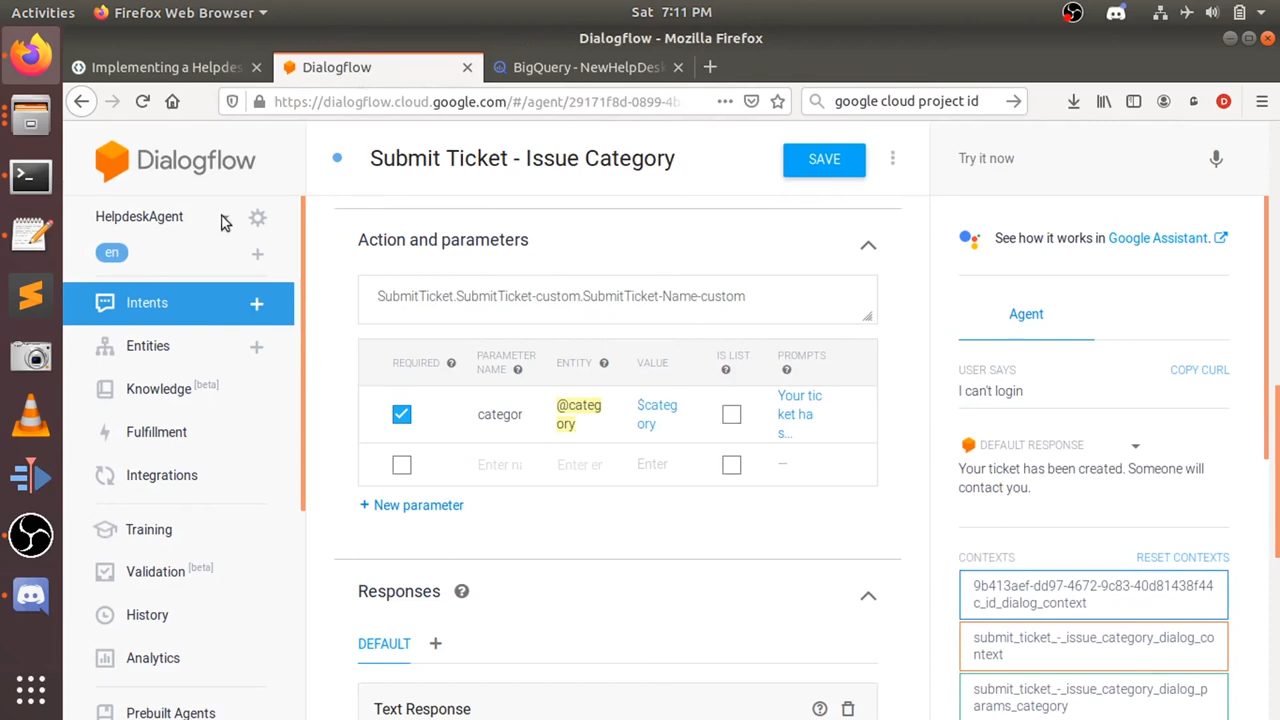 Activities
Firefox Web Browser
Sat 7:11 PM
Dialogflow - Mozilla Firefox
Implementing a Helpdes
Dialogflow
BigQuery - NewHelpDesk
https://dialogflow.cloud.google.com/#/agent/29171f8d-0899-4b
google cloud project id
Dialogflow
HelpdeskAgent
en
Intents
Entities
Knowledge [beta]
Fulfillment
Integrations
Training
Validation [beta]
History
Analytics
Prebuilt Agents
Submit Ticket - Issue Category
SAVE
Action and parameters
SubmitTicket.SubmitTicket-custom.SubmitTicket-Name-custom
REQUIRED
PARAMETER
NAME
ENTITY
VALUE
IS LIST
PROMPTS
categor
@categ
ory
$categ
ory
Your tic
ket ha
s...
Enter na
Enter er
Enter
–
+ New parameter
Responses
DEFAULT
Text Response
Try it now
See how it works in Google Assistant.
Agent
USER SAYS
COPY CURL
I can't login
DEFAULT RESPONSE
Your ticket has been created. Someone will
contact you.
CONTEXTS
RESET CONTEXTS
9b413aef-dd97-4672-9c83-40d81438f44
c_id_dialog_context
submit_ticket_-_issue_category_dialog_co
ntext
submit_ticket_-_issue_category_dialog_p
arams_category